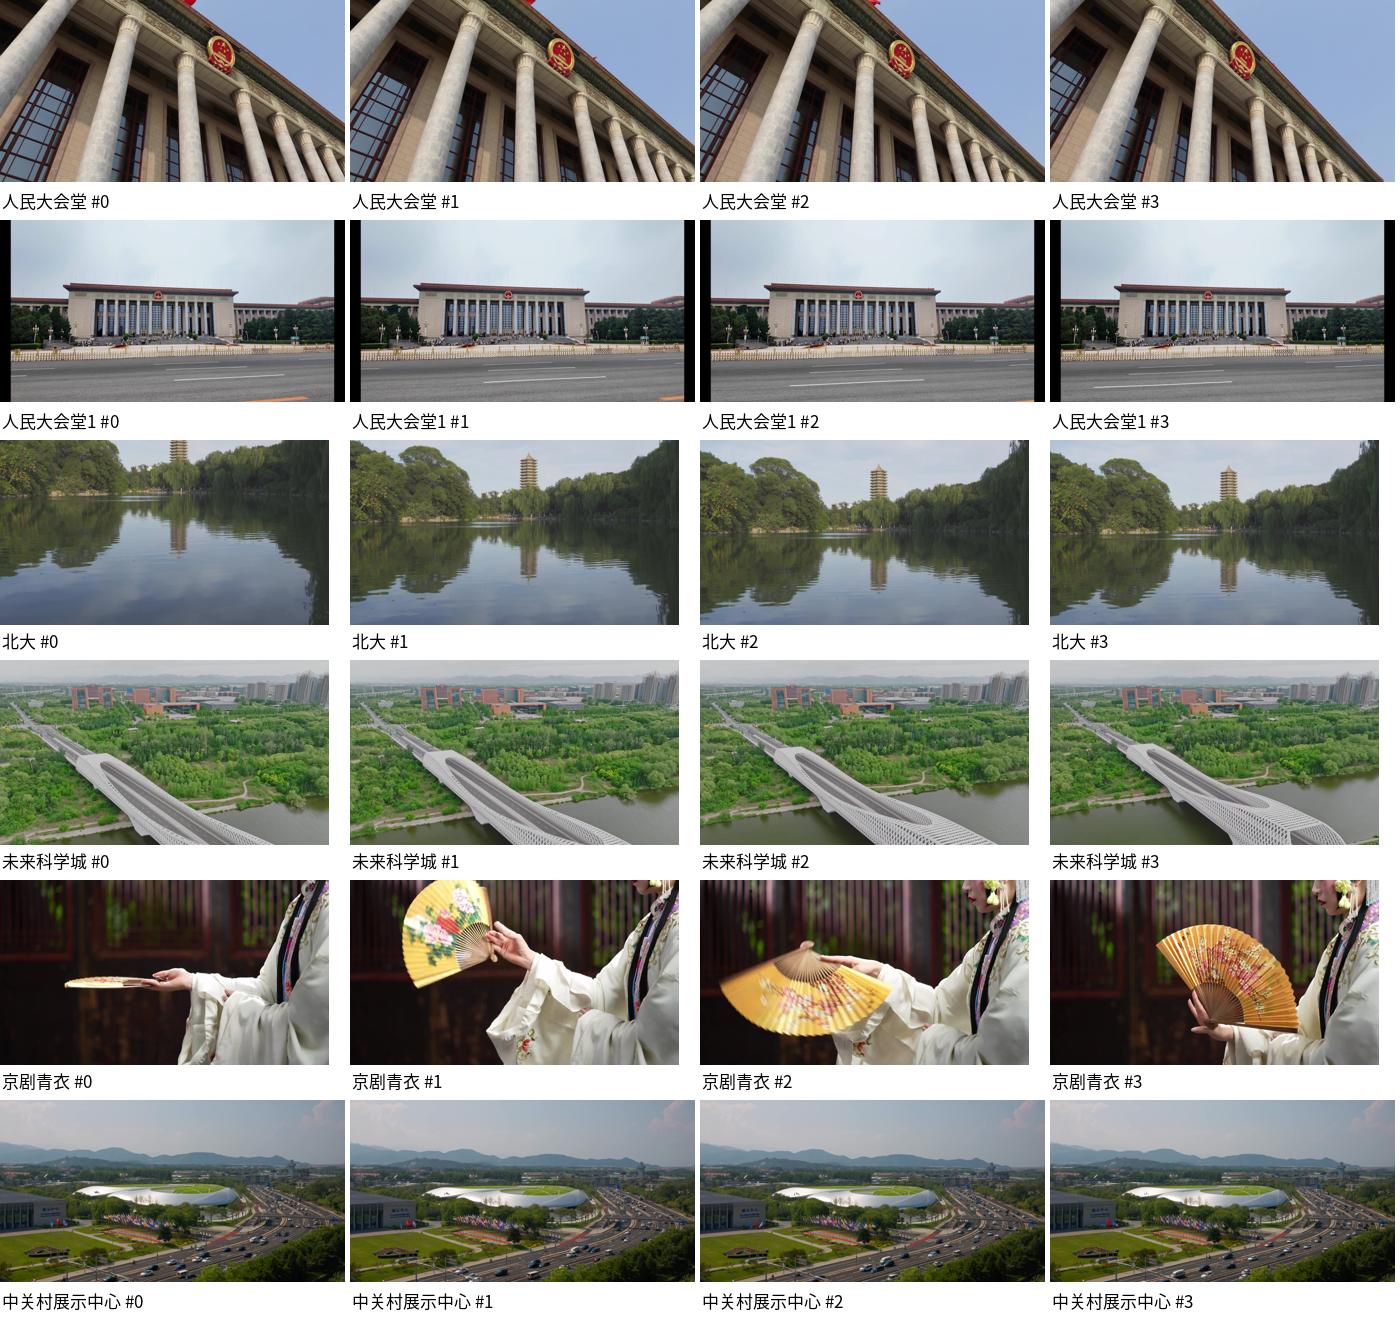 人民大会堂 #0
人民大会堂 #1
人民大会堂 #2
人民大会堂 #3
人民大会堂1 #0
人民大会堂1 #1
人民大会堂1 #2
人民大会堂1 #3
北大 #0
北大 #1
北大 #2
北大 #3
未来科学城 #0
未来科学城 #1
未来科学城 #2
未来科学城 #3
京剧青衣 #0
京剧青衣 #1
京剧青衣 #2
京剧青衣 #3
中关村展示中心 #0
中关村展示中心 #1
中关村展示中心 #2
中关村展示中心 #3